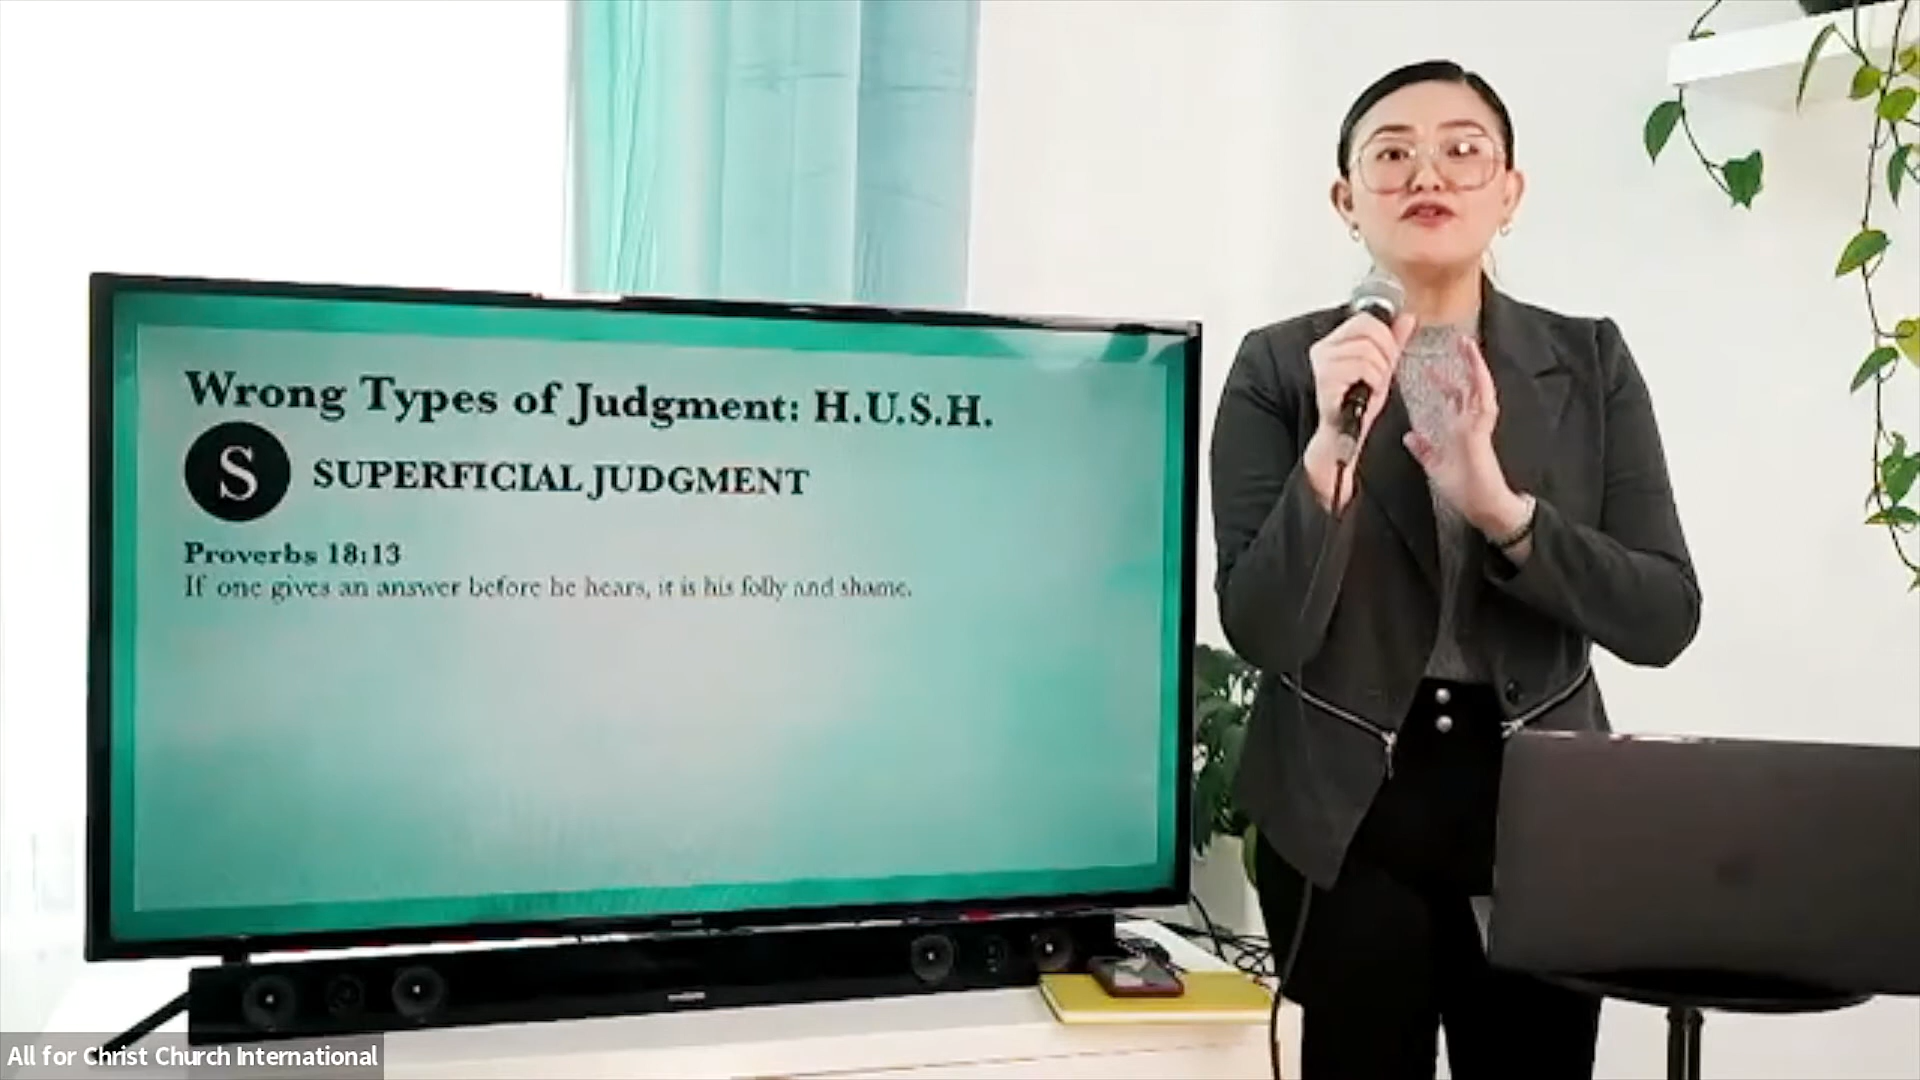 Wrong Types of Judgment: H.U.S.H.
S SUPERFICIAL JUDGMENT
Proverbs 18:13
If one gives an answer before he hears, it is his folly and shame.
All for Christ Church International